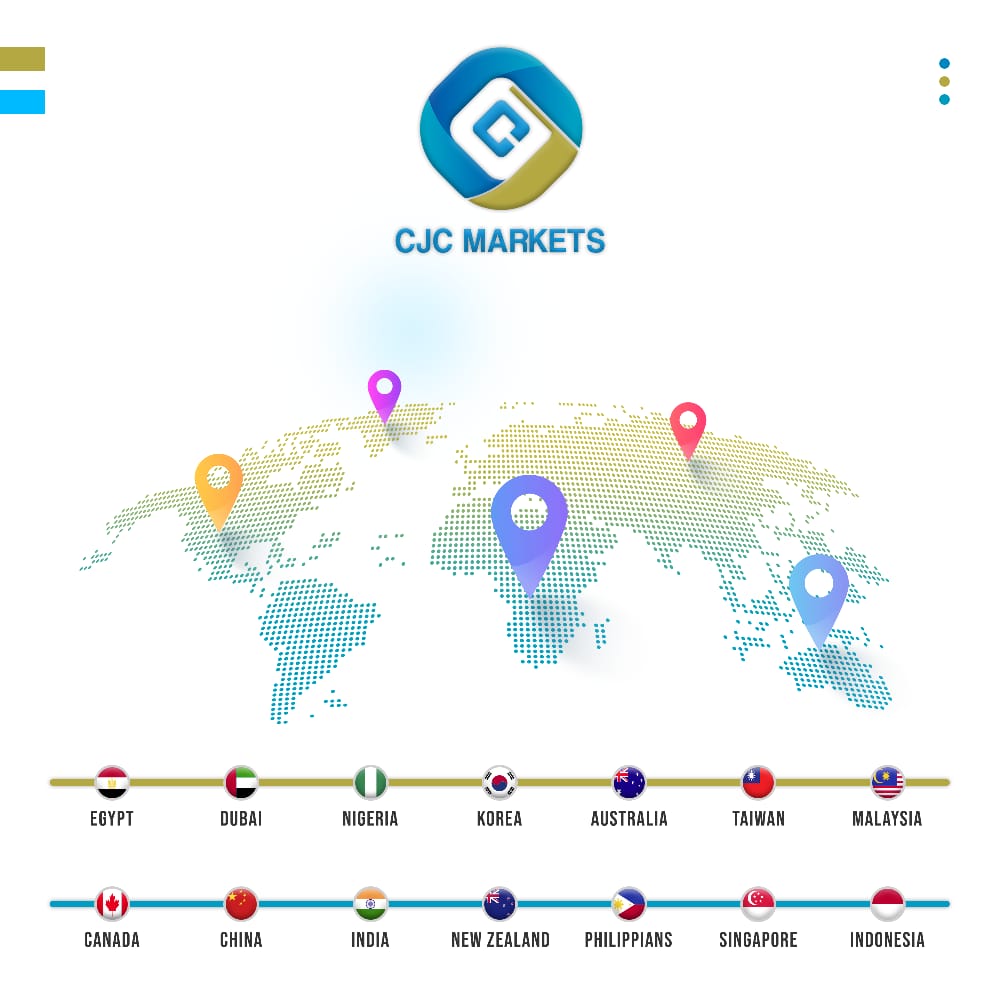 CJC MARKETS
EGYPT DUBAI NIGERIA KOREA AUSTRALIA TAIWAN MALAYSIA
CANADA CHINA INDIA NEW ZEALAND PHILIPPIANS SINGAPORE INDONESIA